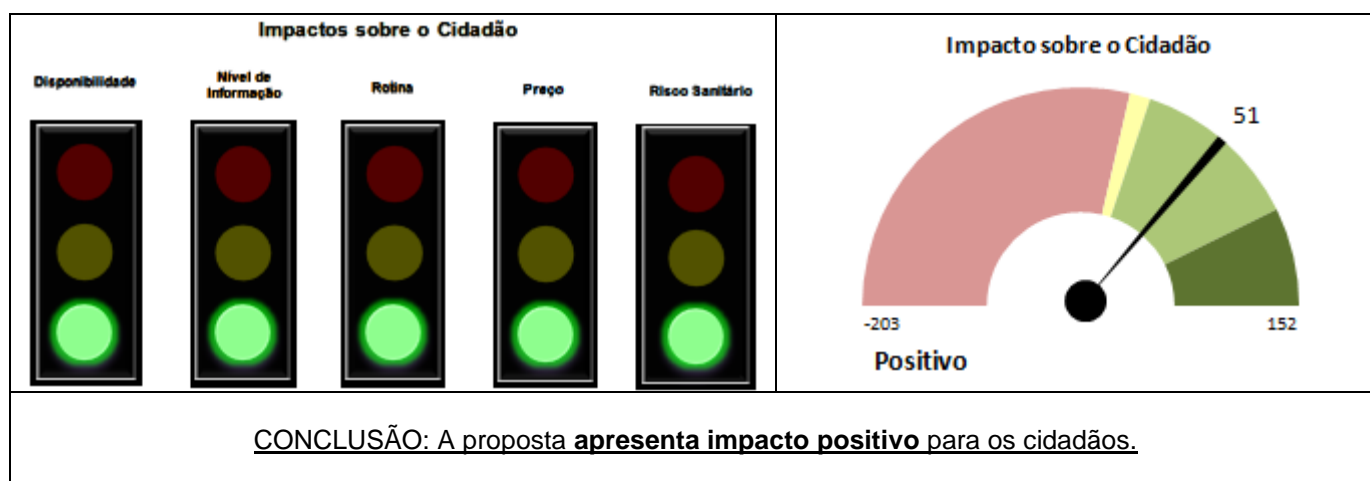 Impactos sobre o Cidadão
Disponibilidade
Nível de
Informação
Rotina
Preço
Risco Sanitário
Impacto sobre o Cidadão
51
-203
152
Positivo
CONCLUSÃO: A proposta apresenta impacto positivo para os cidadãos.